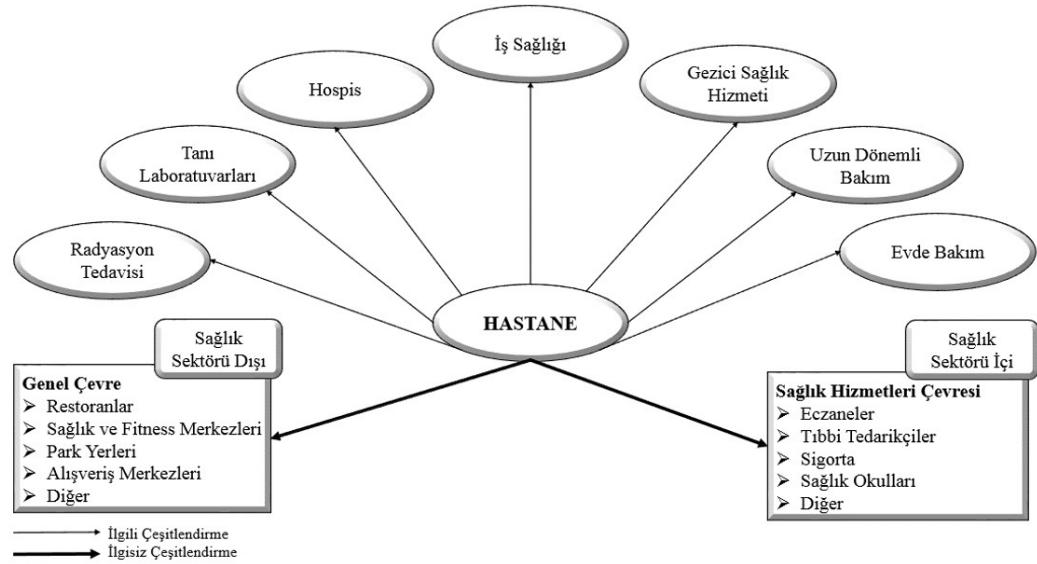 İş Sağlığı
Hospis
Gezici Sağlık
Hizmeti
Tanı
Laboratuvarları
Uzun Dönemli
Bakım
Radyasyon
Tedavisi
Evde Bakım
HASTANE
Sağlık
Sektörü Dışı
Genel Çevre
➢ Restoranlar
➢ Sağlık ve Fitness Merkezleri
➢ Park Yerleri
➢ Alışveriş Merkezleri
➢ Diğer
Sağlık
Sektörü İçi
Sağlık Hizmetleri Çevresi
➢ Eczaneler
➢ Tıbbi Tedarikçiler
➢ Sigorta
➢ Sağlık Okulları
➢ Diğer
İlgili Çeşitlendirme
İlgisiz Çeşitlendirme